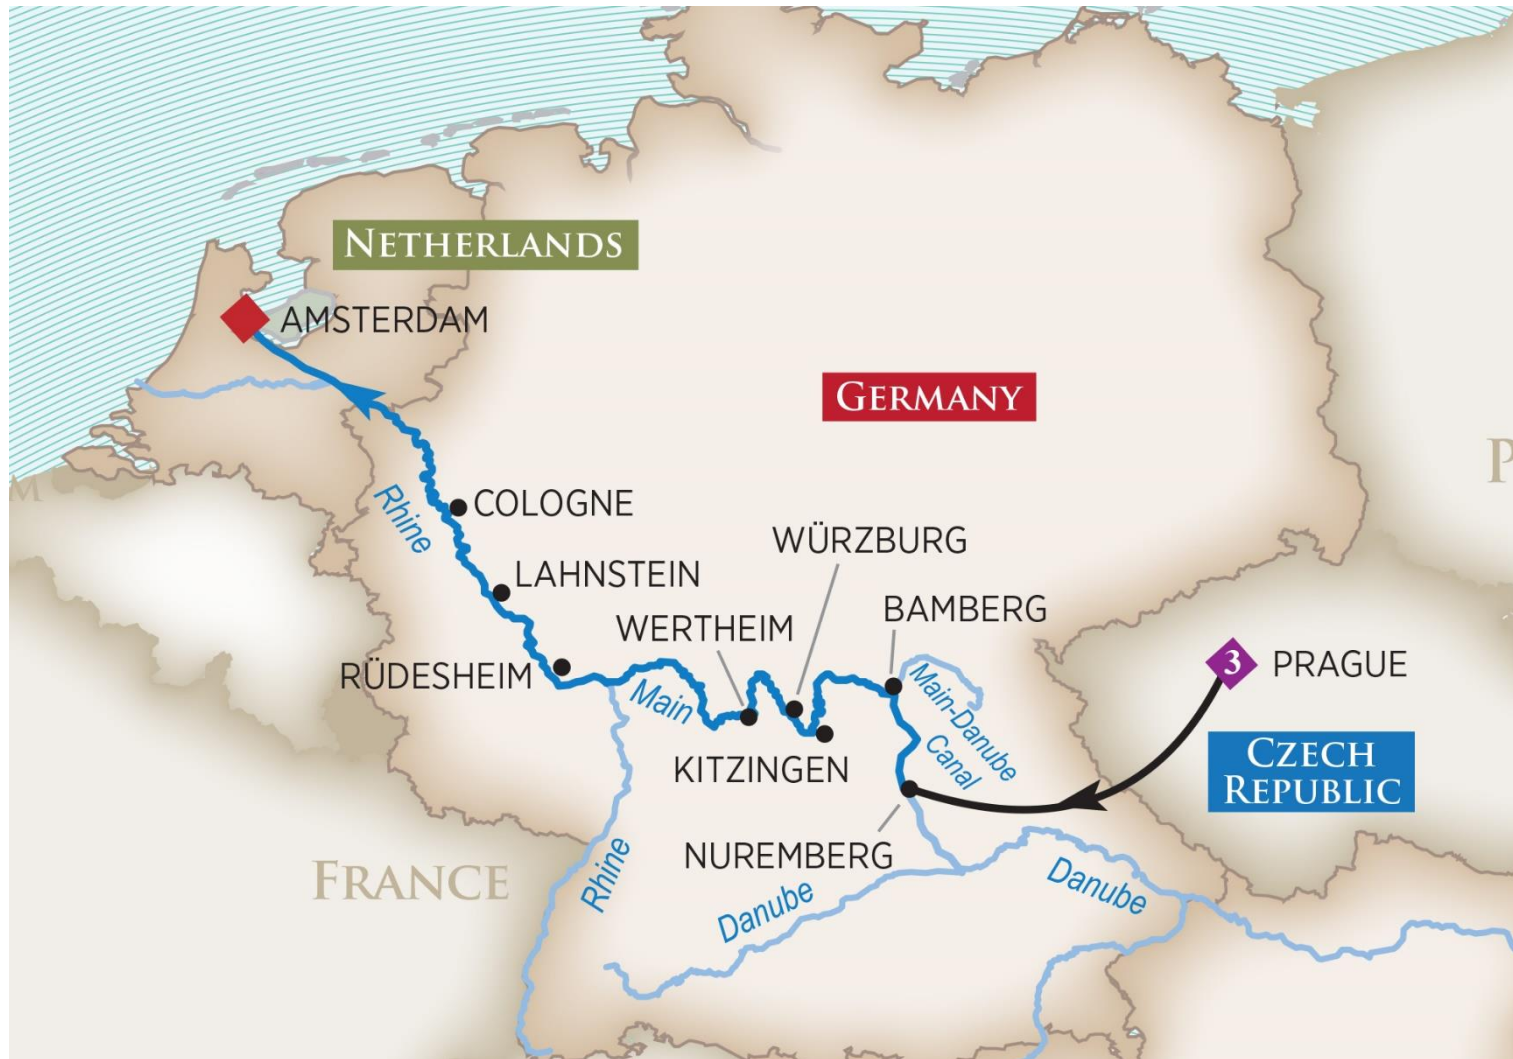 NETHERLANDS
AMSTERDAM
GERMANY
M
P
Rhine
COLOGNE
WÜRZBURG
LAHNSTEIN
BAMBERG
WERTHEIM
RÜDESHEIM
3
PRAGUE
Main
Main-Danube
Canal
KITZINGEN
CZECH
REPUBLIC
NUREMBERG
FRANCE
Rhine
Danube
Danube